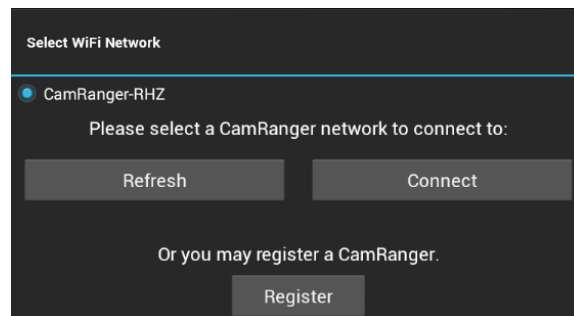 Select WiFi Network
CamRanger-RHZ
Please select a CamRanger network to connect to:
Refresh
Connect
Or you may register a CamRanger.
Register